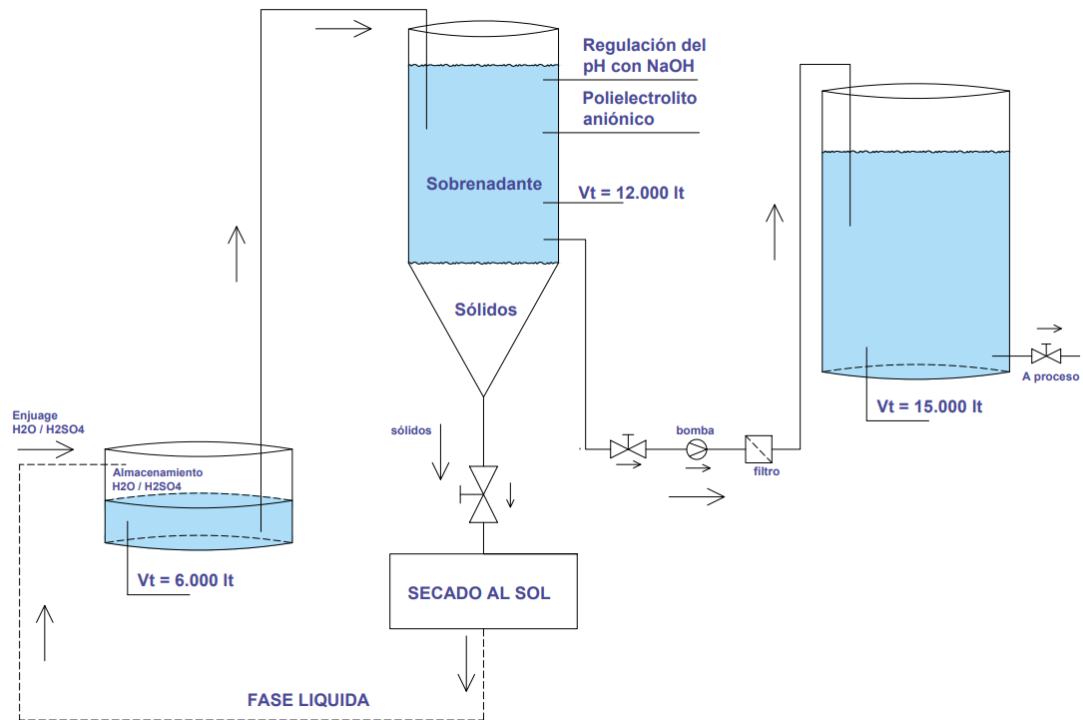 Regulación del
pH con NaOH
Polielectrolito
aniónico
Sobrenadante
Vt = 12.000 lt
Sólidos
A proceso
Vt = 15.000 lt
Enjuage
H2O / H2SO4
sólidos
bomba
filtro
Almacenamiento
H2O / H2SO4
Vt = 6.000 lt
SECADO AL SOL
FASE LIQUIDA